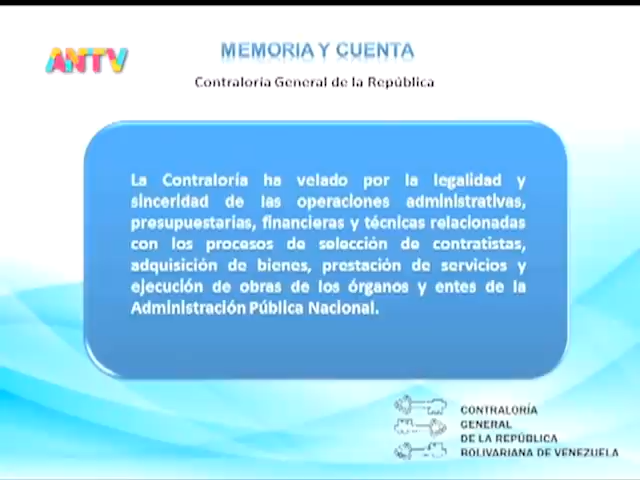 ANTV
MEMORIA Y CUENTA
Contraloría General de la República
La Contraloría ha velado por la legalidad y
sinceridad de las operaciones administrativas,
presupuestarias, financieras y técnicas relacionadas
con los procesos de selección de contratistas,
adquisición de bienes, prestación de servicios y
ejecución de obras de los órganos y entes de la
Administración Pública Nacional.
CONTRALORÍA
GENERAL
DE LA REPÚBLICA
BOLIVARIANA DE VENEZUELA